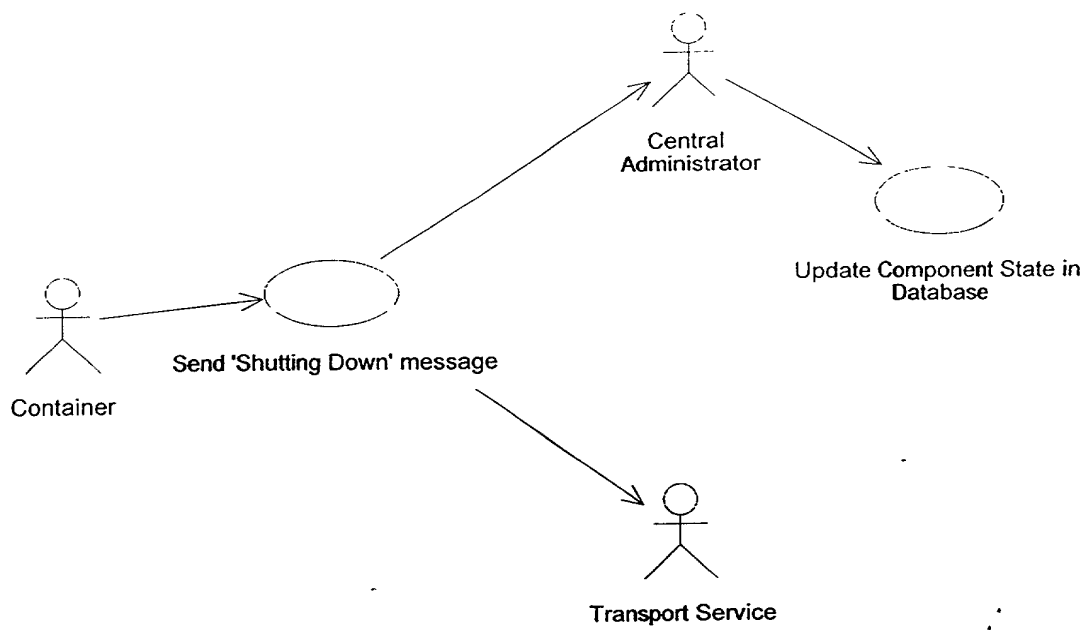 Central
Administrator
Update Component State in
Database
Send 'Shutting Down' message
Container
Transport Service